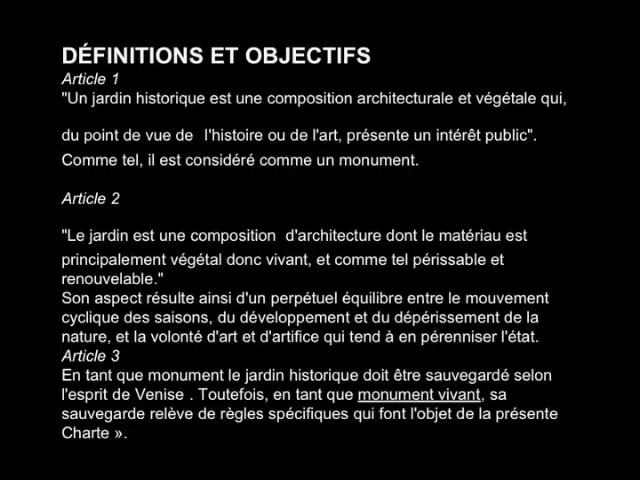 DÉFINITIONS ET OBJECTIFS
Article 1
"Un jardin historique est une composition architecturale et végétale qui,
du point de vue de l'histoire ou de l'art, présente un intérêt public".
Comme tel, il est considéré comme un monument.
Article 2
"Le jardin est une composition d'architecture dont le matériau est
principalement végétal donc vivant, et comme tel périssable et
renouvelable."
Son aspect résulte ainsi d'un perpétuel équilibre entre le mouvement
cyclique des saisons, du développement et du dépérissement de la
nature, et la volonté d'art et d'artifice qui tend à en pérenniser l'état.
Article 3
En tant que monument le jardin historique doit être sauvegardé selon
l'esprit de Venise . Toutefois, en tant que monument vivant, sa
sauvegarde relève de règles spécifiques qui font l'objet de la présente
Charte ».